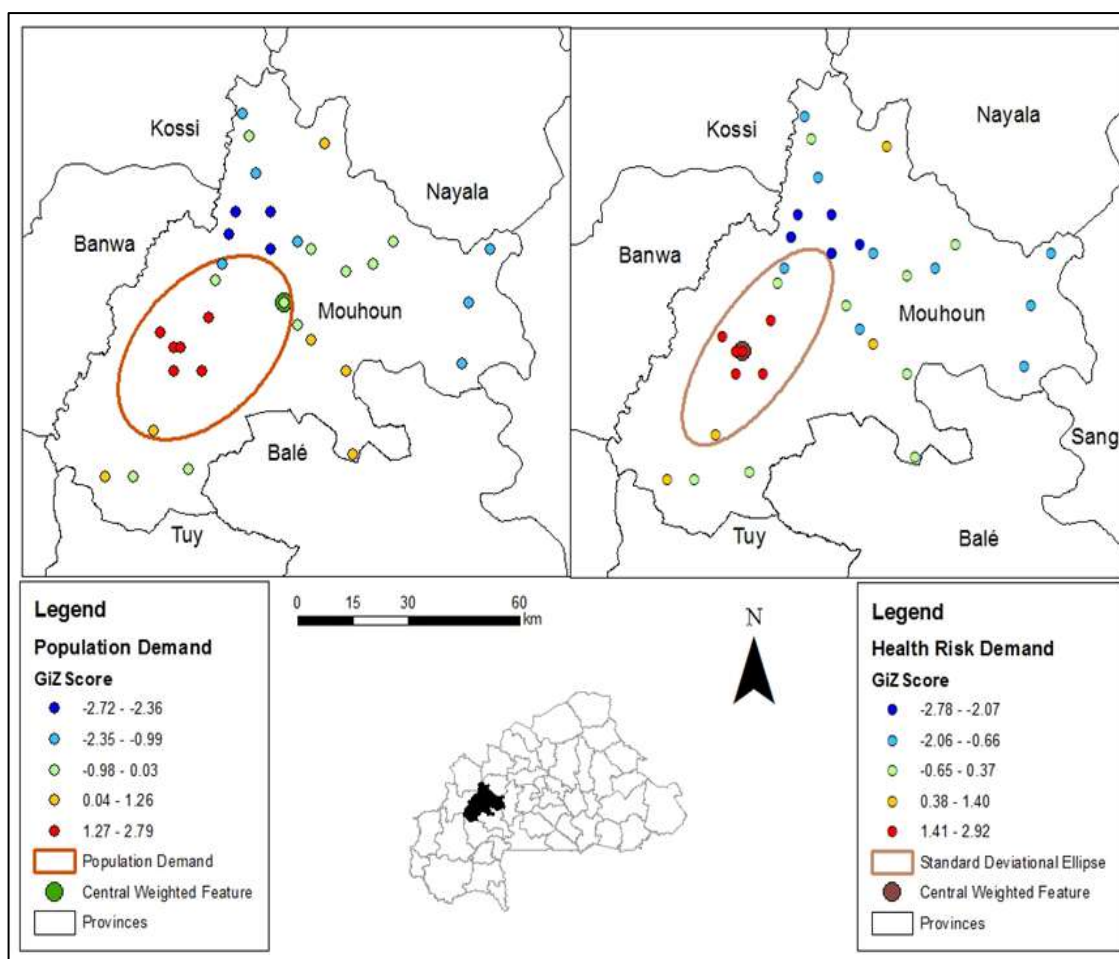 Kossi
Nayala
Banwa
Mouhoun
Balé
Tuy
Nayala
Kossi
Banwa
Mouhoun
Sang
Tuy
Balé
Legend
Population Demand
GiZ Score
-2.72 - -2.36
-2.35 - -0.99
-0.98 - 0.03
0.04 - 1.26
1.27 - 2.79
Population Demand
Central Weighted Feature
Provinces
0 15 30 60
km
N
Legend
Health Risk Demand
GiZ Score
-2.78 - -2.07
-2.06 - -0.66
-0.65 - 0.37
0.38 - 1.40
1.41 - 2.92
Standard Deviational Ellipse
Central Weighted Feature
Provinces